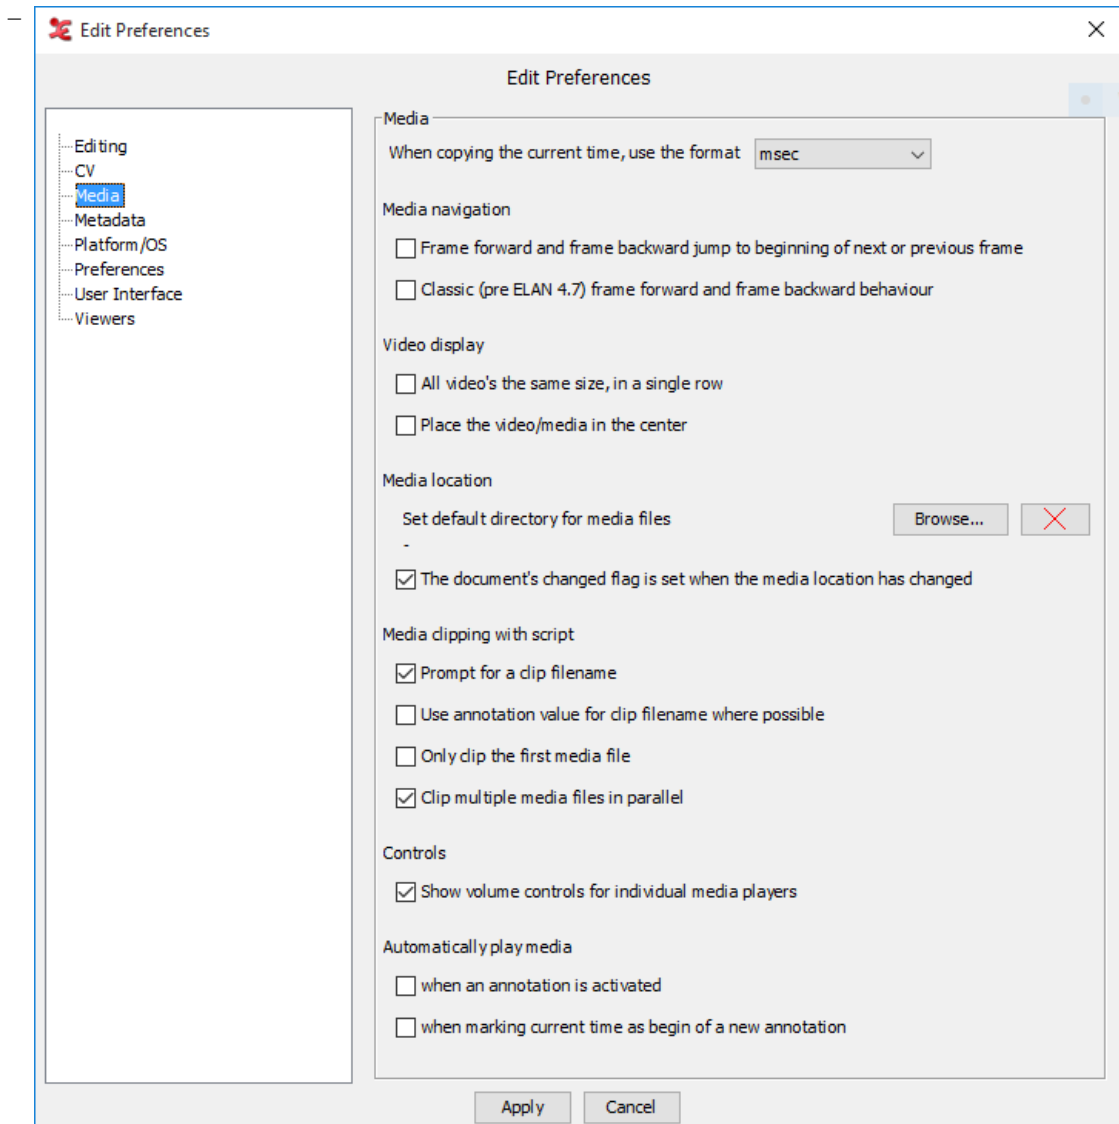 Edit Preferences
Edit Preferences
Editing
CV
Media
Metadata
Platform/OS
Preferences
User Interface
Viewers
Media
When copying the current time, use the format msec
Media navigation
Frame forward and frame backward jump to beginning of next or previous frame
Classic (pre ELAN 4.7) frame forward and frame backward behaviour
Video display
All video's the same size, in a single row
Place the video/media in the center
Media location
Set default directory for media files Browse...
-
The document's changed flag is set when the media location has changed
Media clipping with script
Prompt for a clip filename
Use annotation value for clip filename where possible
Only clip the first media file
Clip multiple media files in parallel
Controls
Show volume controls for individual media players
Automatically play media
when an annotation is activated
when marking current time as begin of a new annotation
Apply Cancel